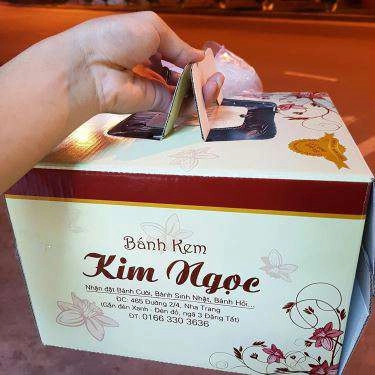 Bánh Kem
Kim Ngọc
Nhận đặt Bánh Cưới, Bánh Sinh Nhật, Bánh Hỏi...
ĐC: 465 Đường 2/4, Nha Trang
(Gần đèn Xanh - Đèn đỏ, ngã 3 Đặng Tất)
ĐT: 0166 330 3636